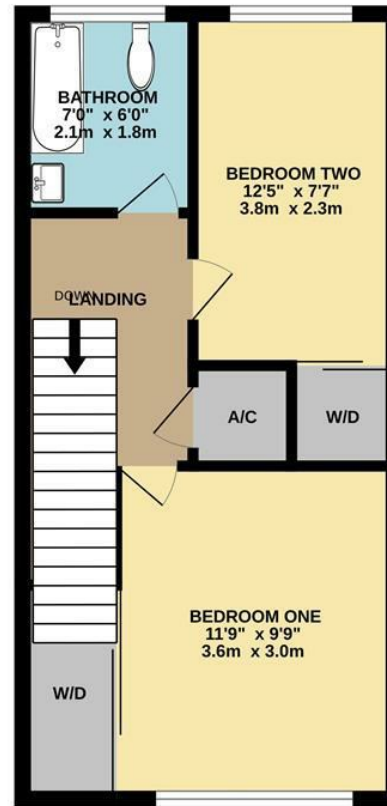 BATHROOM
7'0" x 6'0"
2.1m x 1.8m
BEDROOM TWO
12'5" x 7'7"
3.8m x 2.3m
DOWN
LANDING
A/C
W/D
BEDROOM ONE
11'9" x 9'9"
3.6m x 3.0m
W/D